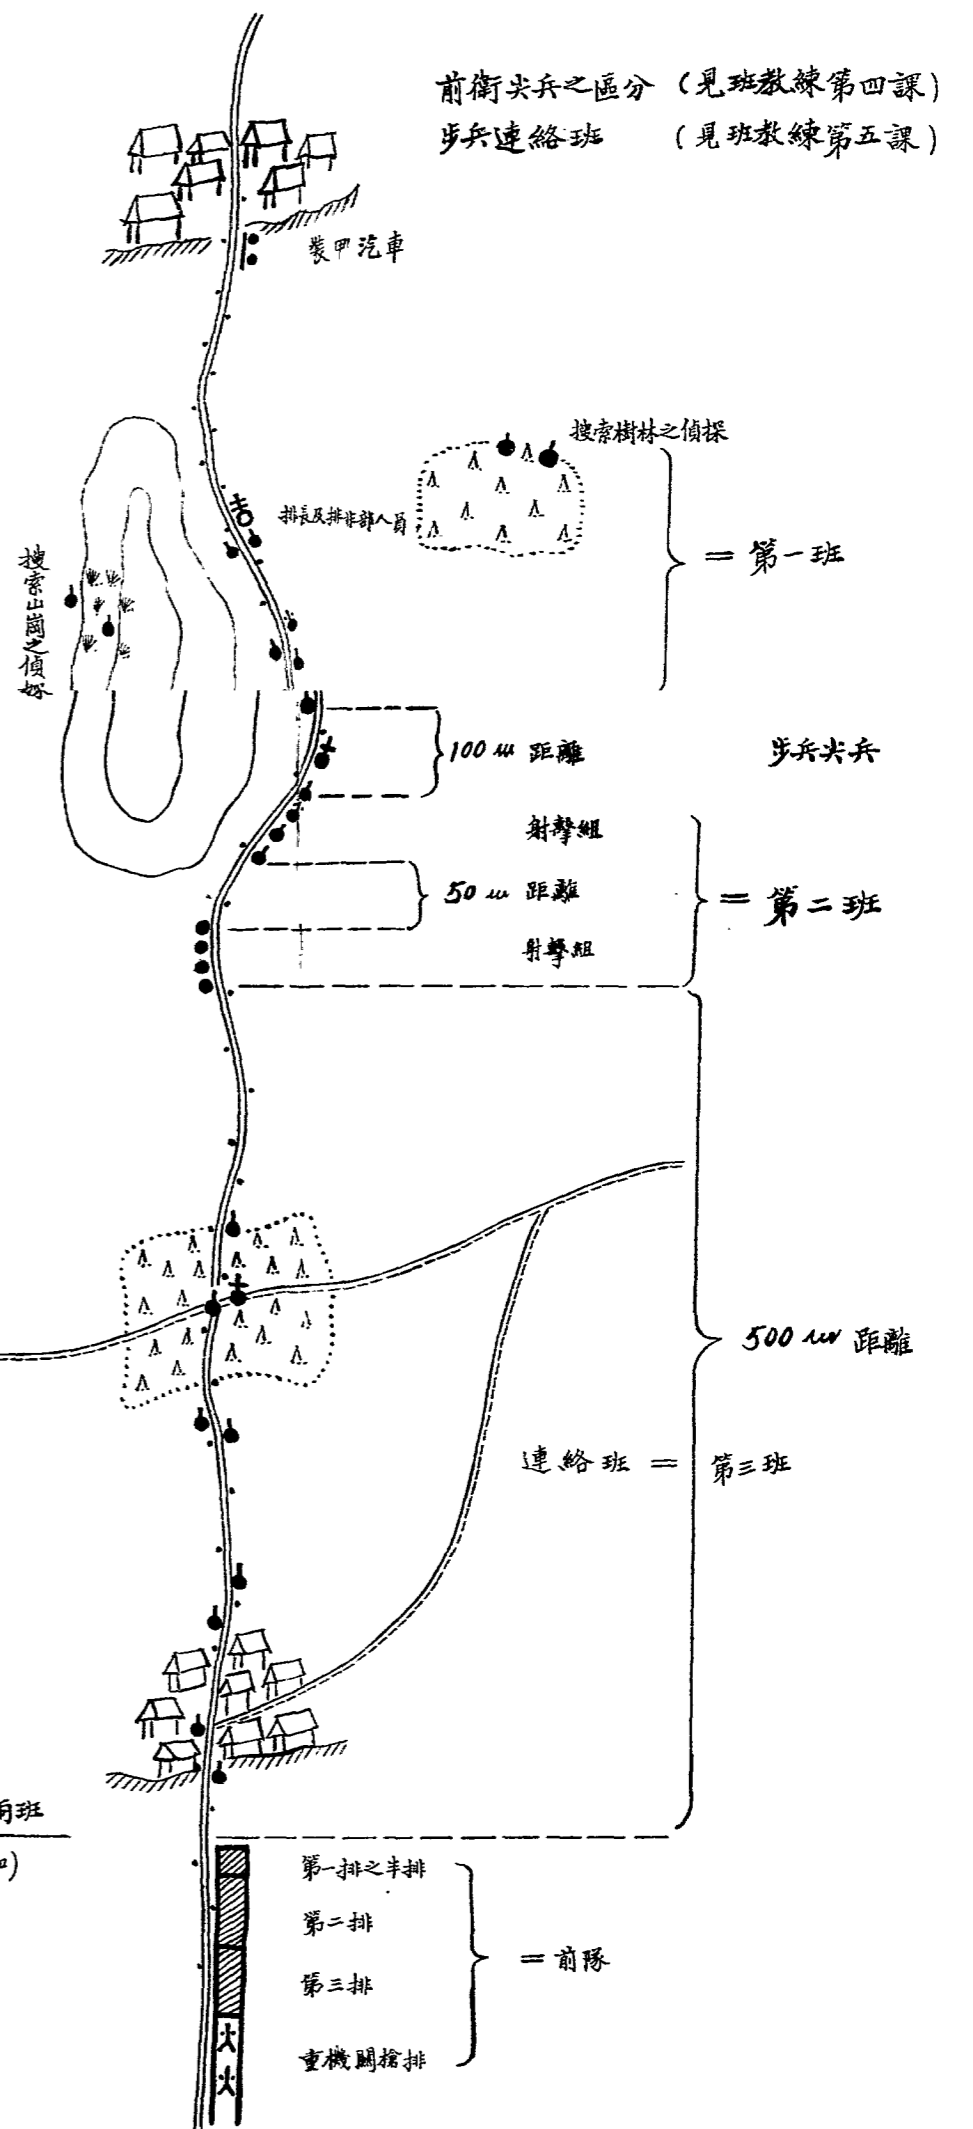 前衛尖兵之區分 (見班教練第四課)
步兵連絡班 (見班教練第五課)
裝甲汽車
搜索樹林之偵探
排長及排非部人員
= 第一班
搜索山崗之偵探
100 m 距離
步兵尖兵
射擊組
50 m 距離
= 第二班
射擊組
500 m 距離
連絡班 = 第三班
班
第一排之半排
第二排
= 前隊
第三排
重機關槍排